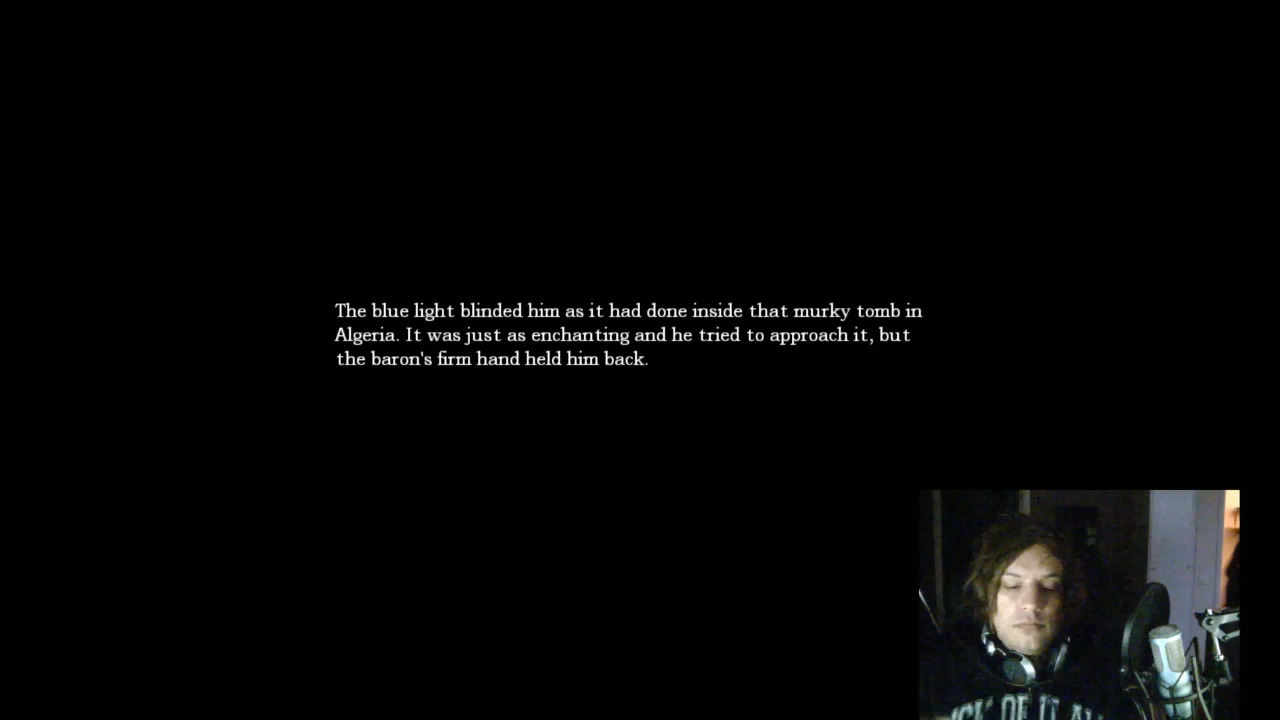 The blue light blinded him as it had done inside that murky tomb in
Algeria. It was just as enchanting and he tried to approach it, but
the baron's firm hand held him back.
OF